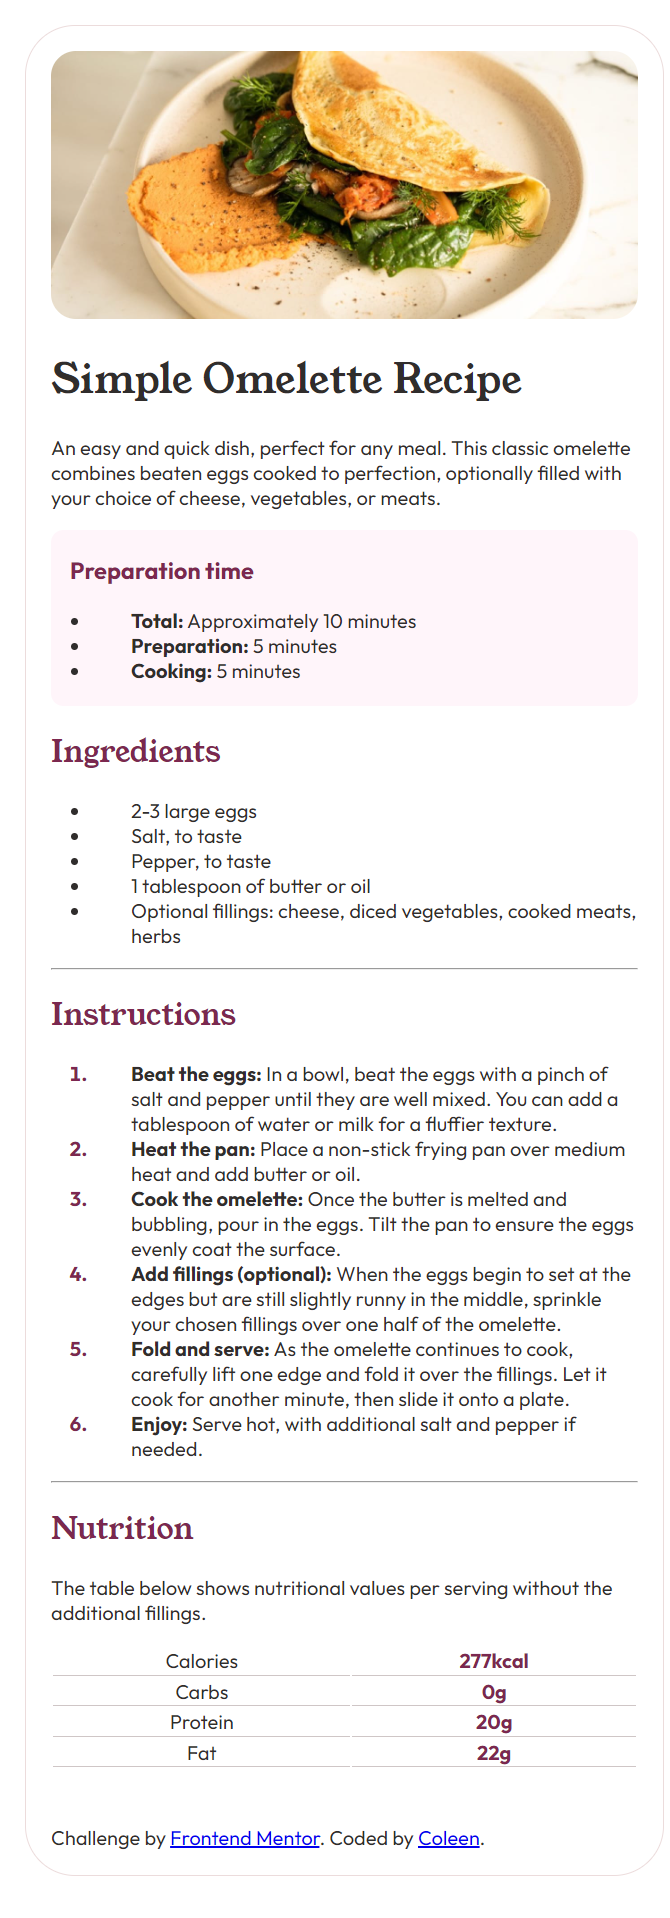 Simple Omelette Recipe
An easy and quick dish, perfect for any meal. This classic omelette
combines beaten eggs cooked to perfection, optionally filled with
your choice of cheese, vegetables, or meats.
Preparation time
• Total: Approximately 10 minutes
• Preparation: 5 minutes
• Cooking: 5 minutes
Ingredients
• 2-3 large eggs
• Salt, to taste
• Pepper, to taste
• 1 tablespoon of butter or oil
• Optional fillings: cheese, diced vegetables, cooked meats,
herbs
Instructions
1. Beat the eggs: In a bowl, beat the eggs with a pinch of
salt and pepper until they are well mixed. You can add a
tablespoon of water or milk for a fluffier texture.
2. Heat the pan: Place a non-stick frying pan over medium
heat and add butter or oil.
3. Cook the omelette: Once the butter is melted and
bubbling, pour in the eggs. Tilt the pan to ensure the eggs
evenly coat the surface.
4. Add fillings (optional): When the eggs begin to set at the
edges but are still slightly runny in the middle, sprinkle
your chosen fillings over one half of the omelette.
5. Fold and serve: As the omelette continues to cook,
carefully lift one edge and fold it over the fillings. Let it
cook for another minute, then slide it onto a plate.
6. Enjoy: Serve hot, with additional salt and pepper if
needed.
Nutrition
The table below shows nutritional values per serving without the
additional fillings.
Calories 277kcal
Carbs 0g
Protein 20g
Fat 22g
Challenge by Frontend Mentor. Coded by Coleen.